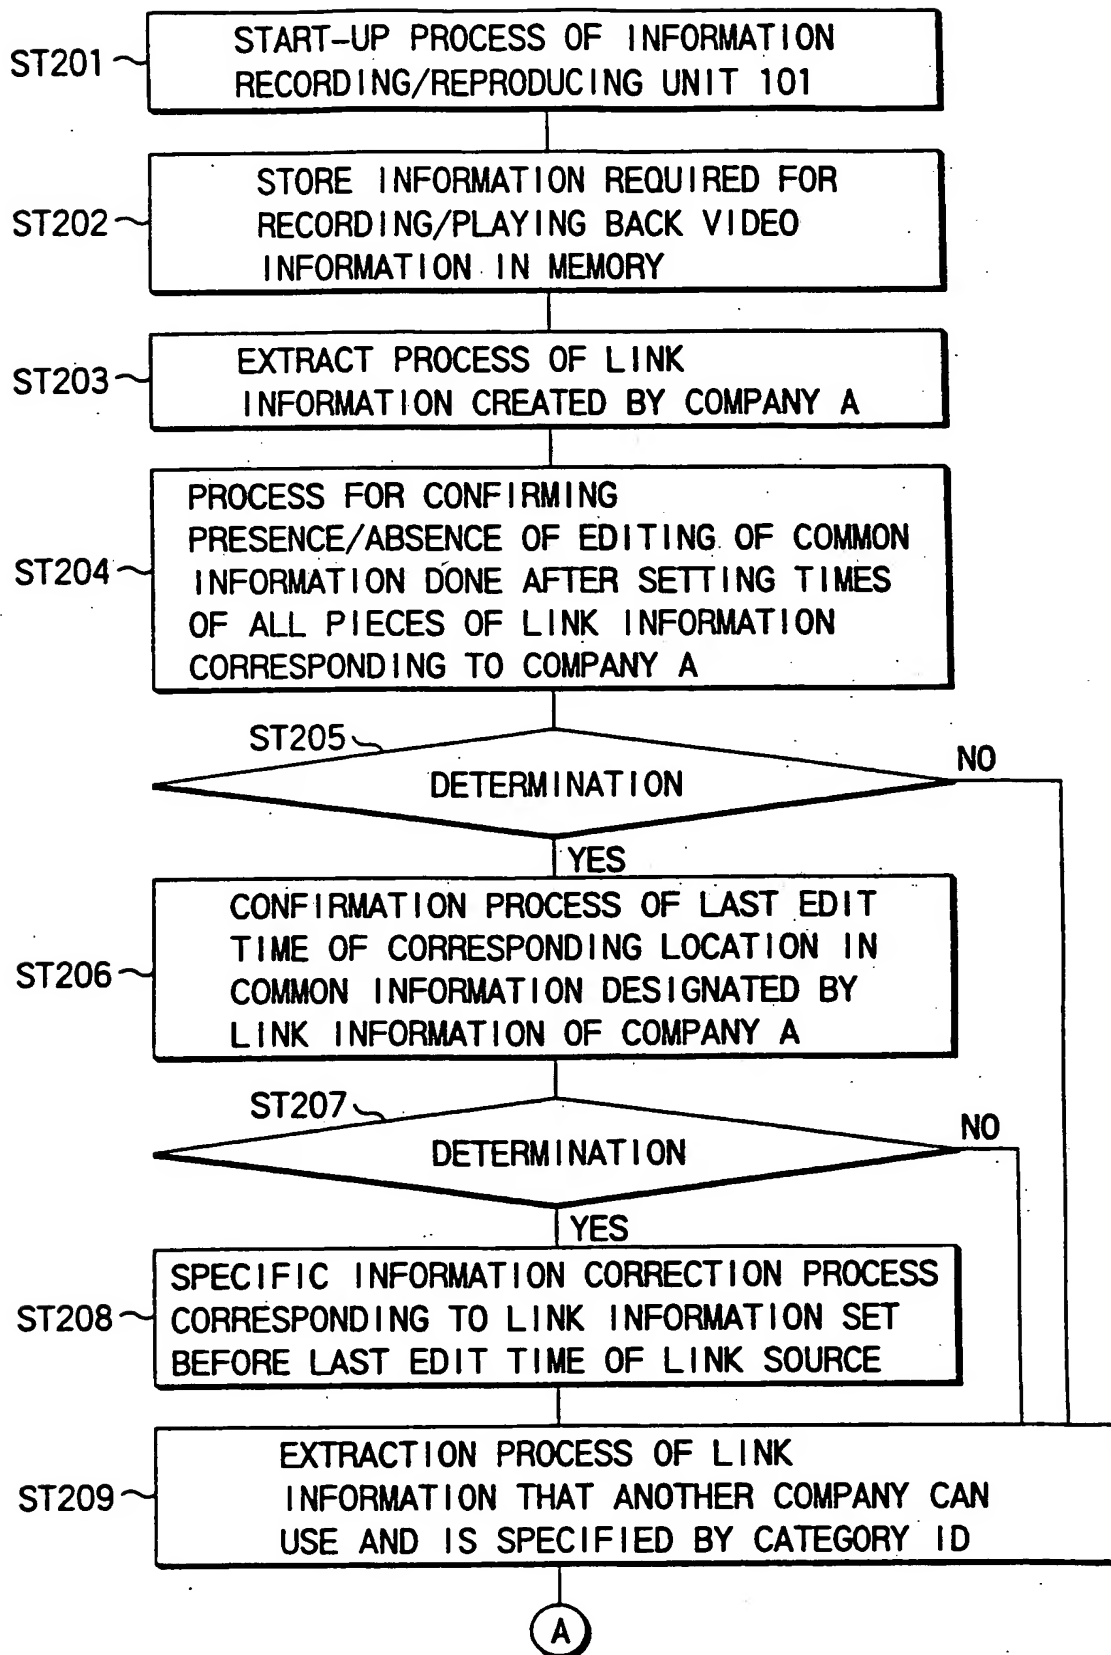 ST201
START-UP PROCESS OF INFORMATION
RECORDING/REPRODUCING UNIT 101
ST202
STORE INFORMATION REQUIRED FOR
RECORDING/PLAYING BACK VIDEO
INFORMATION IN MEMORY
ST203
EXTRACT PROCESS OF LINK
INFORMATION CREATED BY COMPANY A
ST204
PROCESS FOR CONFIRMING
PRESENCE/ABSENCE OF EDITING OF COMMON
INFORMATION DONE AFTER SETTING TIMES
OF ALL PIECES OF LINK INFORMATION
CORRESPONDING TO COMPANY A
ST205
DETERMINATION
NO
YES
ST206
CONFIRMATION PROCESS OF LAST EDIT
TIME OF CORRESPONDING LOCATION IN
COMMON INFORMATION DESIGNATED BY
LINK INFORMATION OF COMPANY A
ST207
DETERMINATION
NO
YES
ST208
SPECIFIC INFORMATION CORRECTION PROCESS
CORRESPONDING TO LINK INFORMATION SET
BEFORE LAST EDIT TIME OF LINK SOURCE
ST209
EXTRACTION PROCESS OF LINK
INFORMATION THAT ANOTHER COMPANY CAN
USE AND IS SPECIFIED BY CATEGORY ID
A